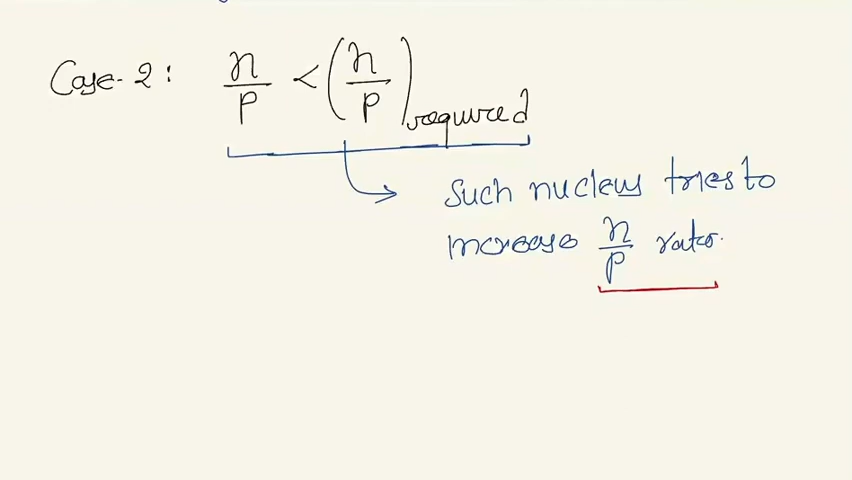 Case-2: n/p < (n/p)required
Such nucleus tries to
increase n/p ratio.